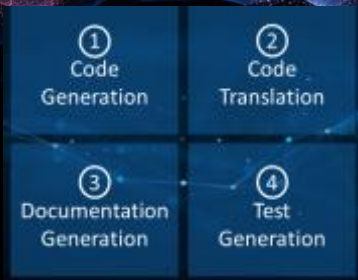 1
Code
Generation
2
Code
Translation
3
Documentation
Generation
4
Test
Generation